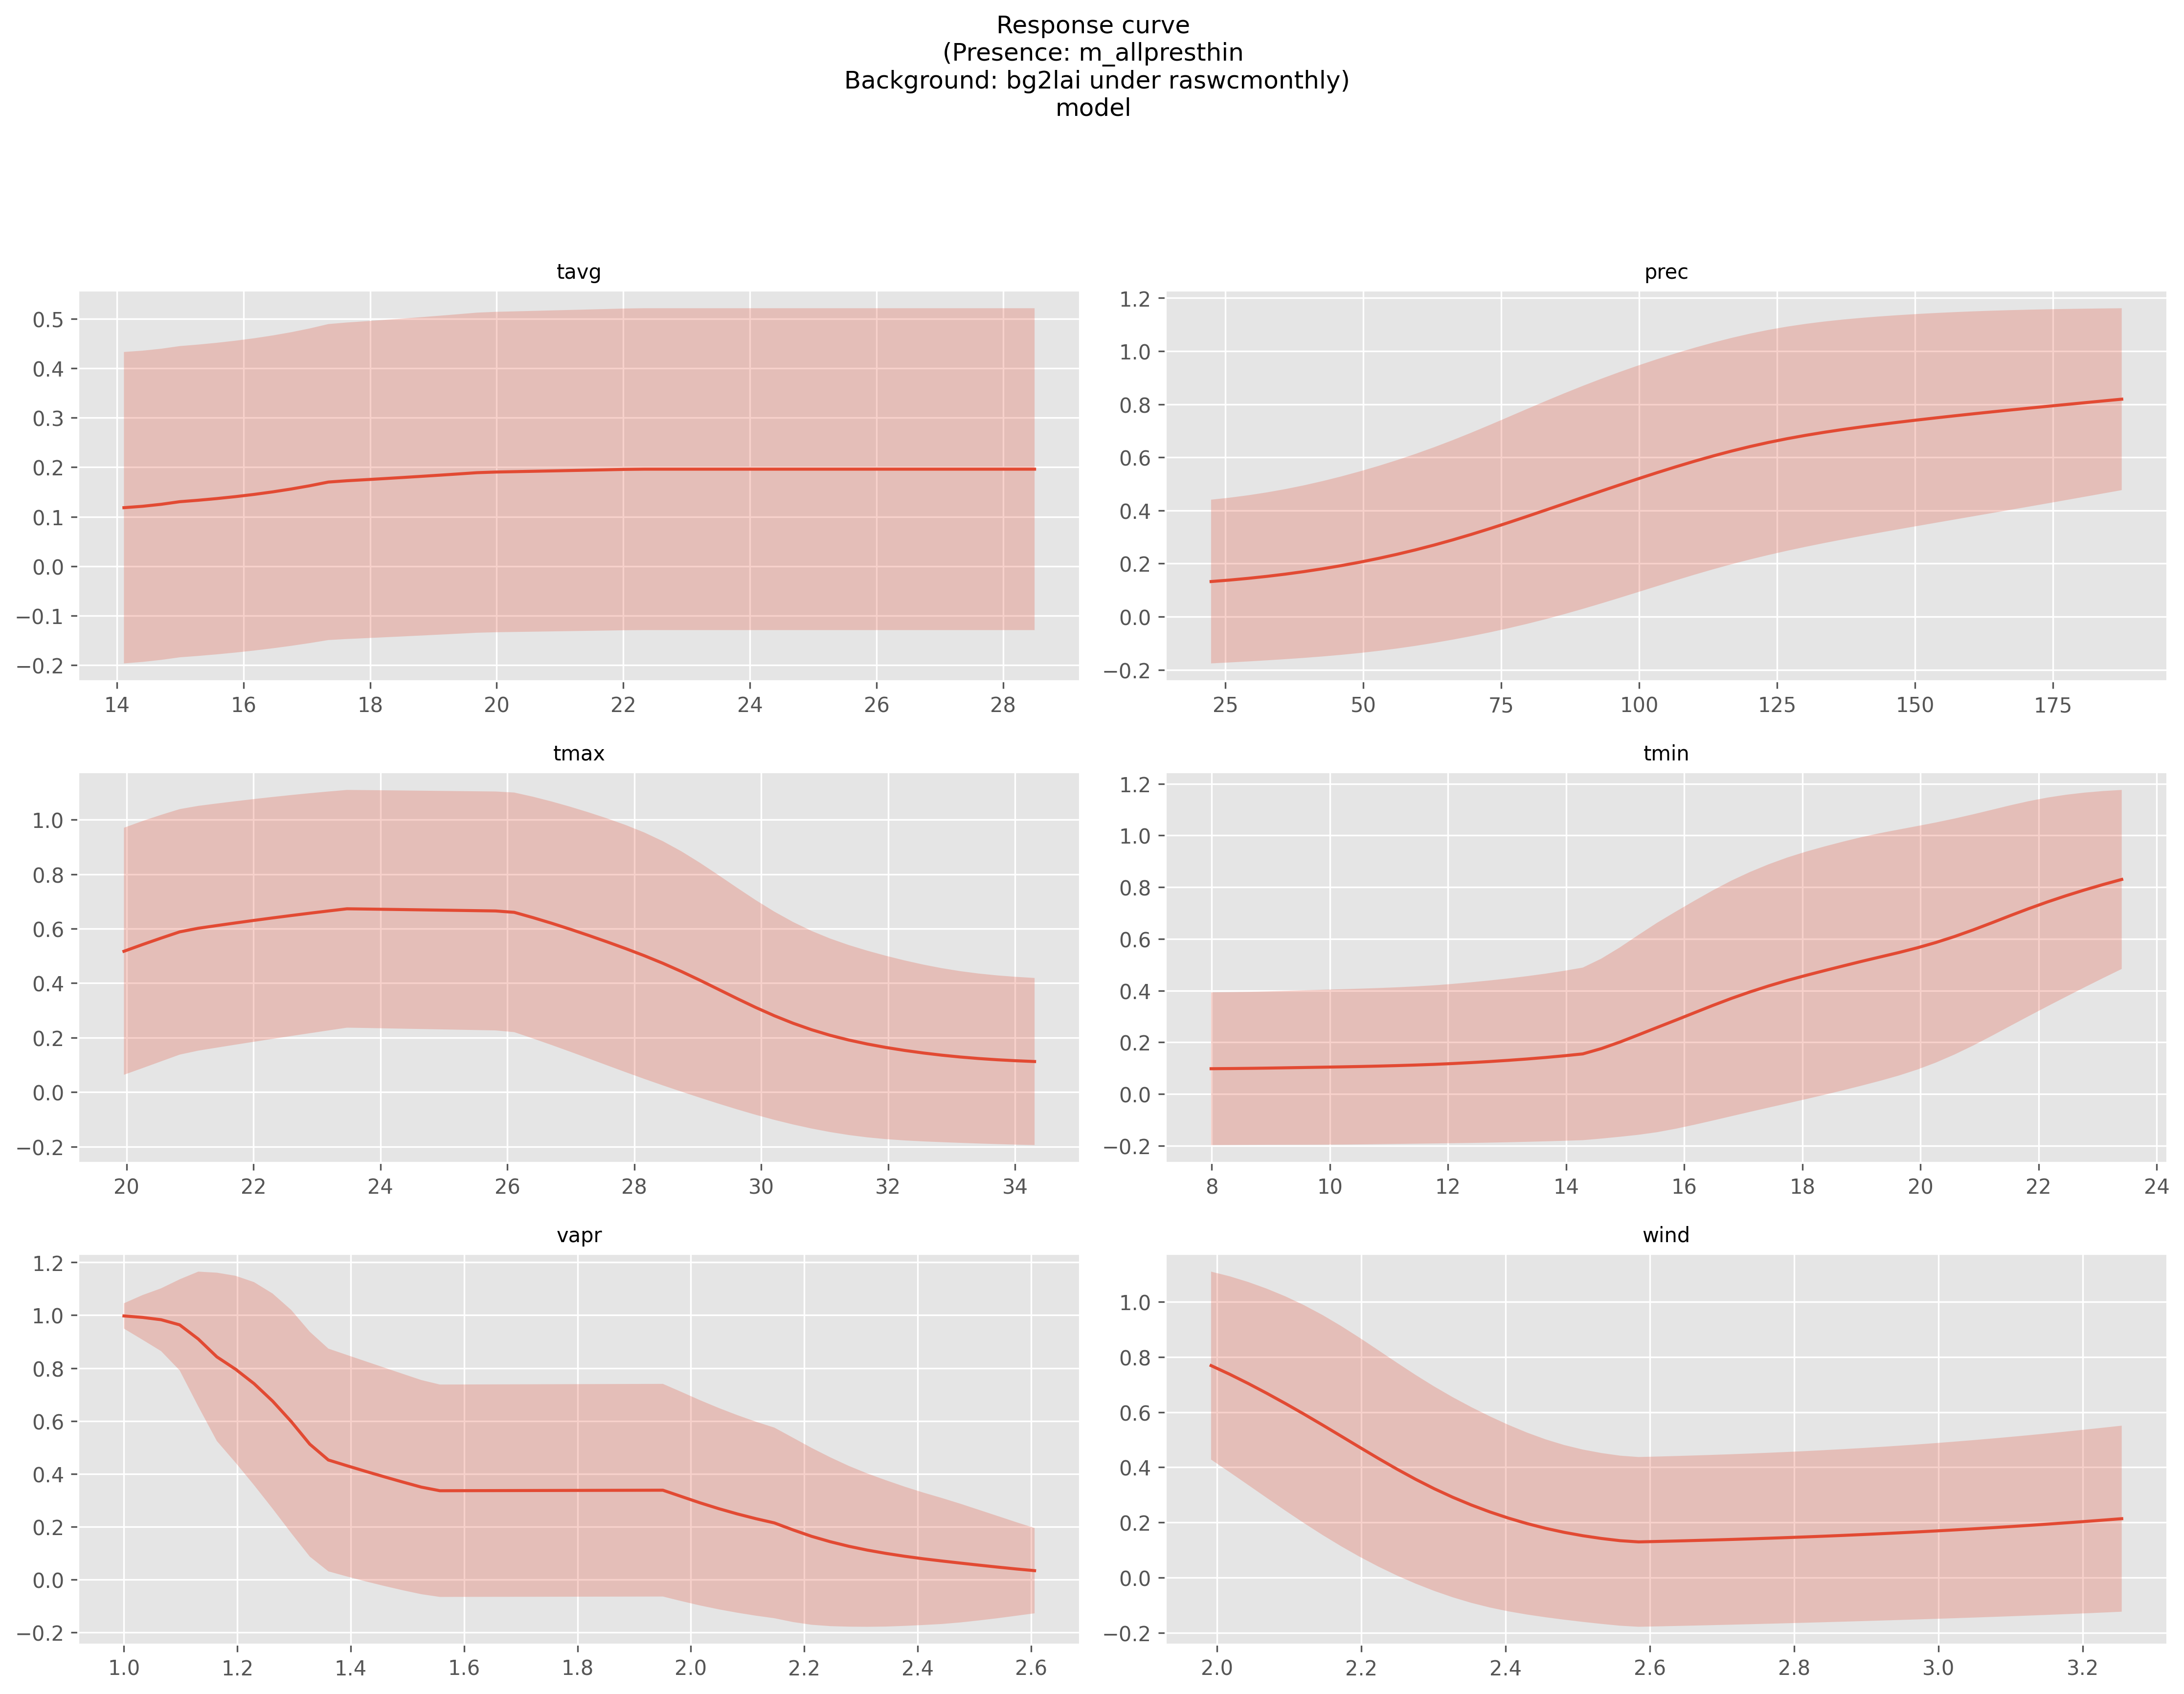 Response curve
(Presence: m_allpresthin
Background: bg2lai under raswcmonthly)
model
tavg
0.5
0.4
0.3
0.2
0.1
0.0
−0.1
−0.2
14 16 18 20 22 24 26 28
prec
1.2
1.0
0.8
0.6
0.4
0.2
0.0
−0.2
25 50 75 100 125 150 175
tmax
1.0
0.8
0.6
0.4
0.2
0.0
−0.2
20 22 24 26 28 30 32 34
tmin
1.2
1.0
0.8
0.6
0.4
0.2
0.0
−0.2
8 10 12 14 16 18 20 22 24
vapr
1.2
1.0
0.8
0.6
0.4
0.2
0.0
−0.2
1.0 1.2 1.4 1.6 1.8 2.0 2.2 2.4 2.6
wind
1.0
0.8
0.6
0.4
0.2
0.0
−0.2
2.0 2.2 2.4 2.6 2.8 3.0 3.2